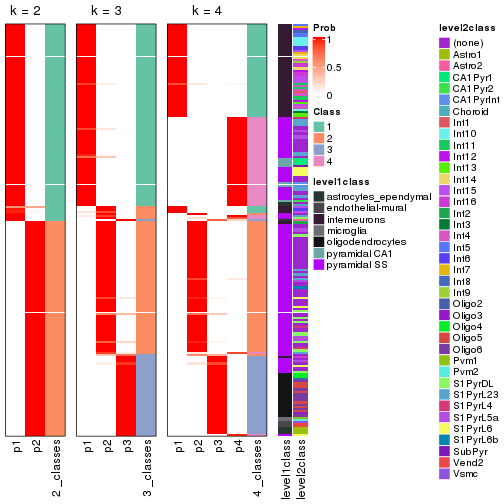 k = 2
k = 3
k = 4
p1
p2
2_classes
p1
p2
p3
3_classes
p1
p2
p3
p4
4_classes
level1class
level2class
Prob
1
0.5
0
Class
1
2
3
4
level1class
astrocytes_ependymal
endothelial-mural
interneurons
microglia
oligodendrocytes
pyramidal CA1
pyramidal SS
level2class
(none)
Astro1
Astro2
CA1Pyr1
CA1Pyr2
CA1PyrInt
Choroid
Int1
Int10
Int11
Int12
Int13
Int14
Int15
Int16
Int2
Int3
Int4
Int5
Int6
Int7
Int8
Int9
Oligo2
Oligo3
Oligo4
Oligo5
Oligo6
Pvm1
Pvm2
S1PyrDL
S1PyrL23
S1PyrL4
S1PyrL5a
S1PyrL6
S1PyrL6b
SubPyr
Vend2
Vsmc